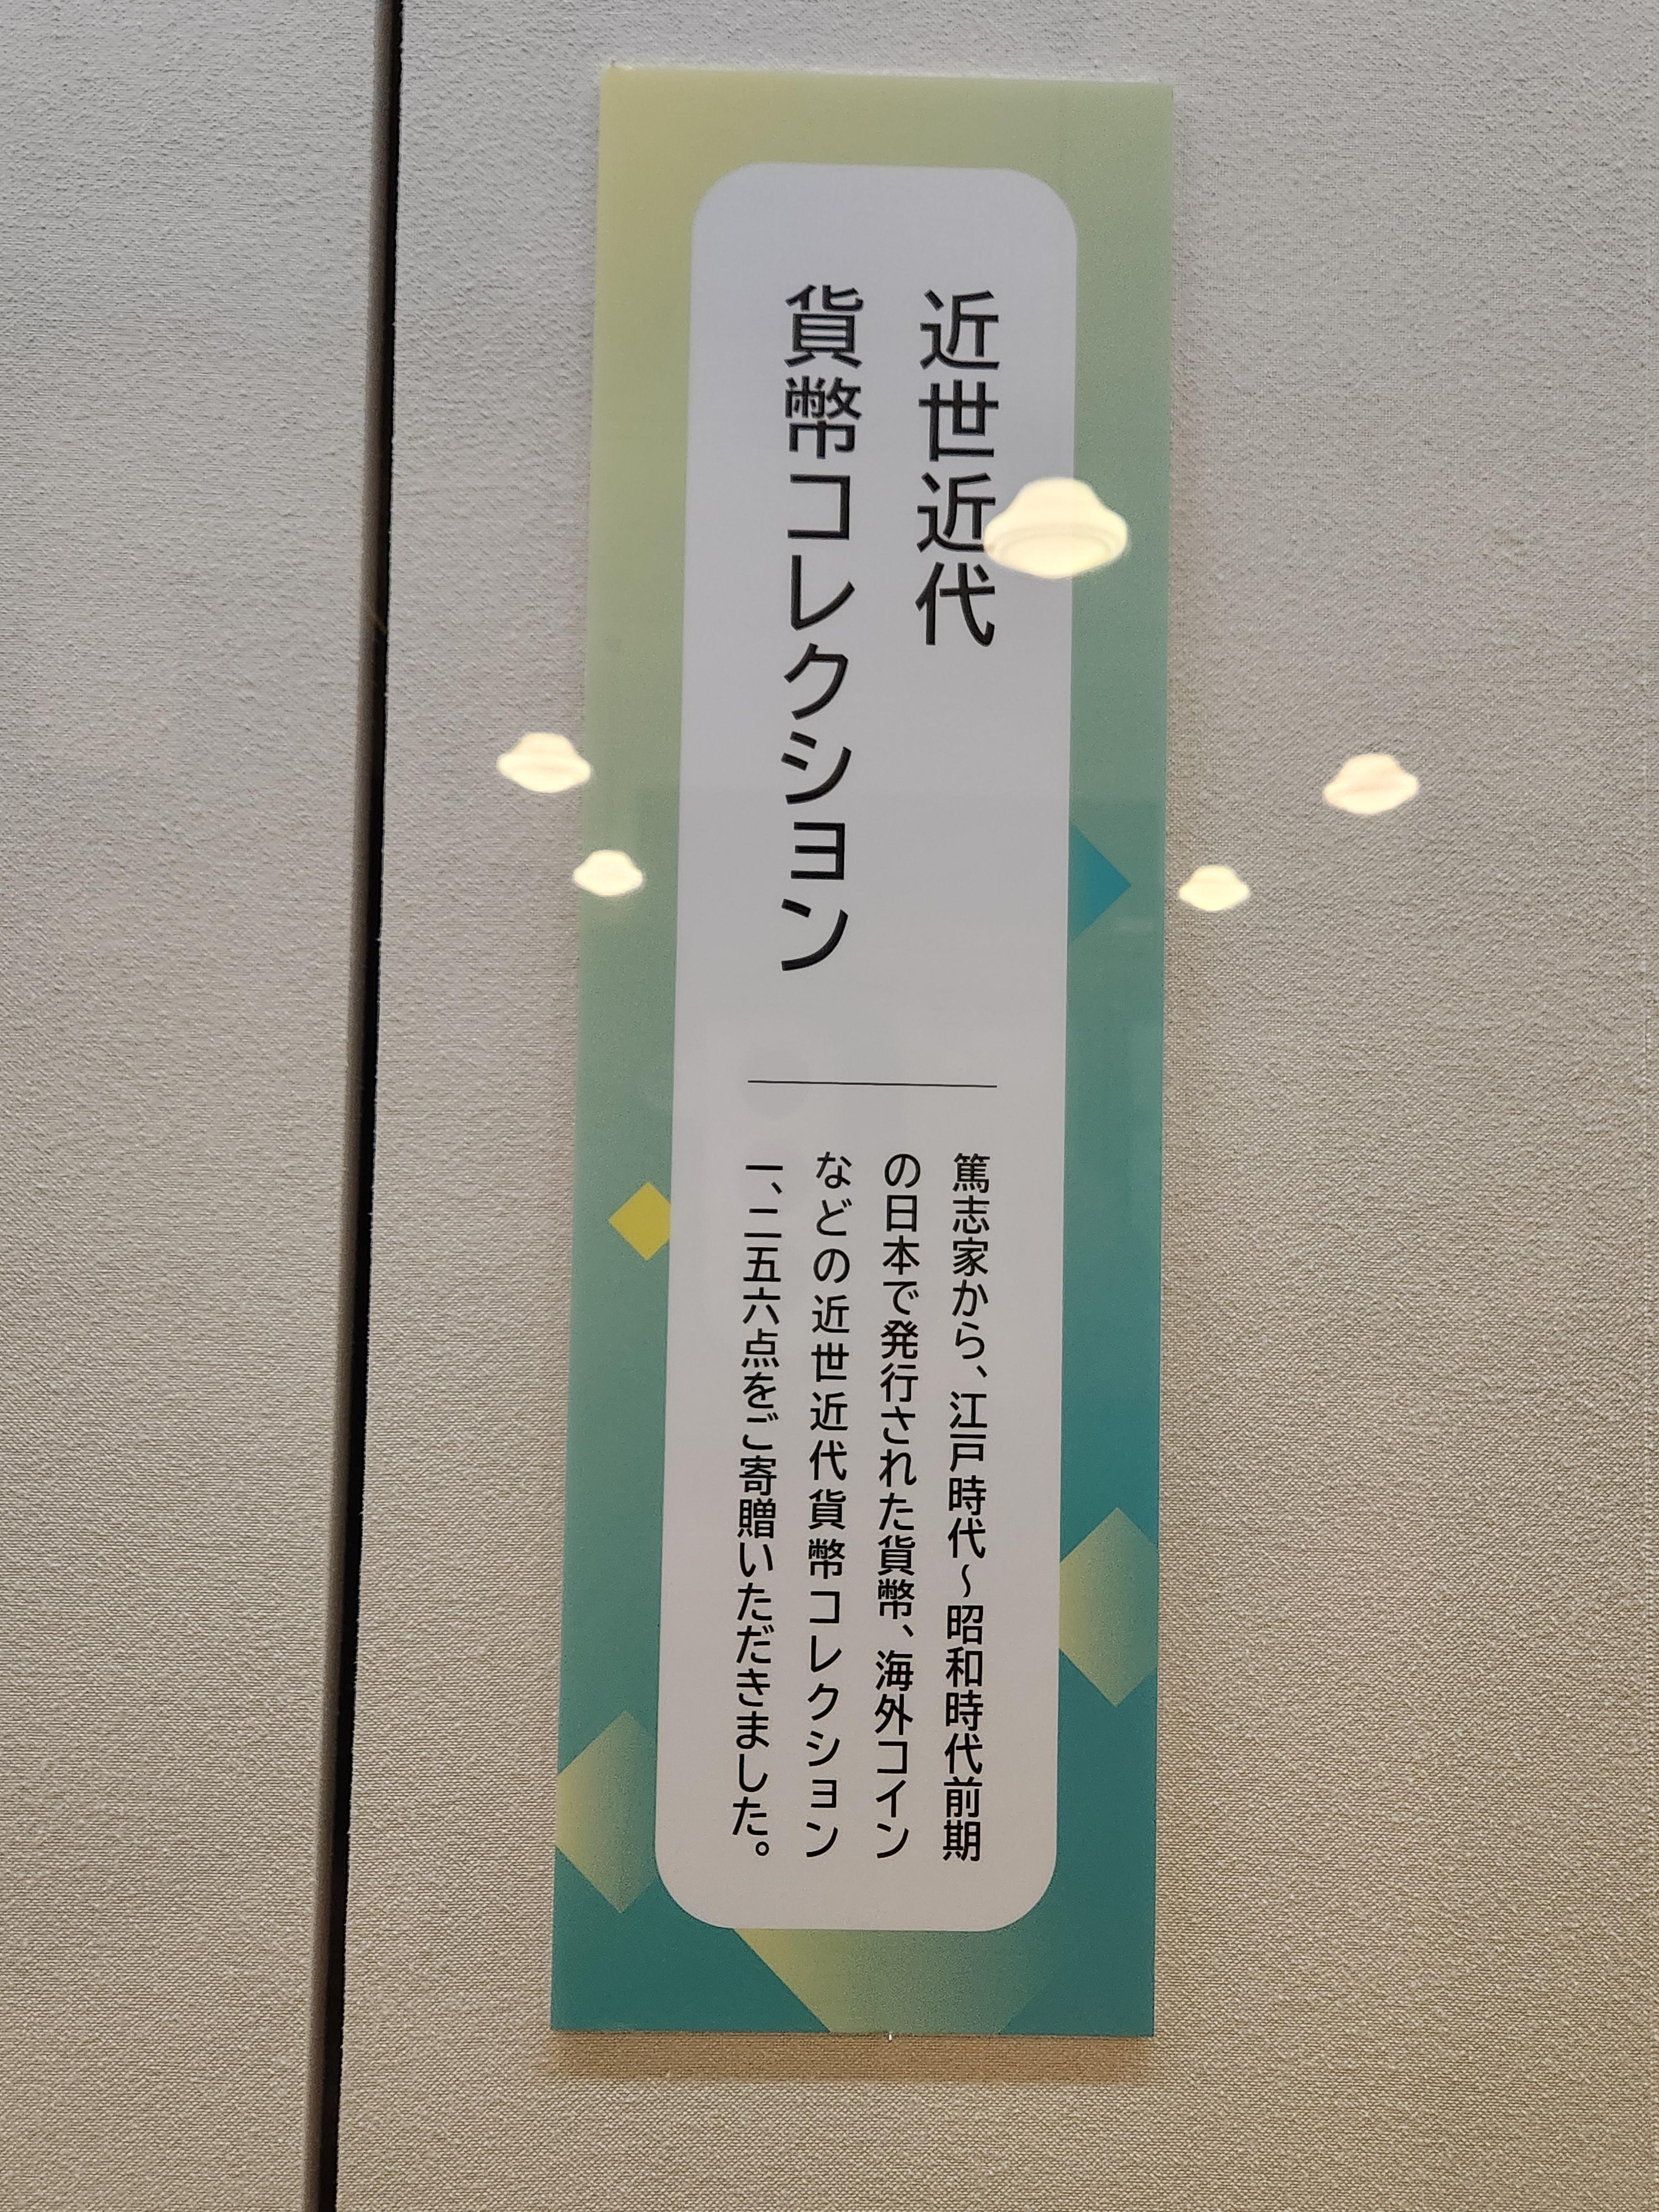 近世近代
貨幣コレクション
篤志家から、江戸時代～昭和時代前期
の日本で発行された貨幣、海外コイン
などの近世近代貨幣コレクション
一、二五六点をご寄贈いただきました。